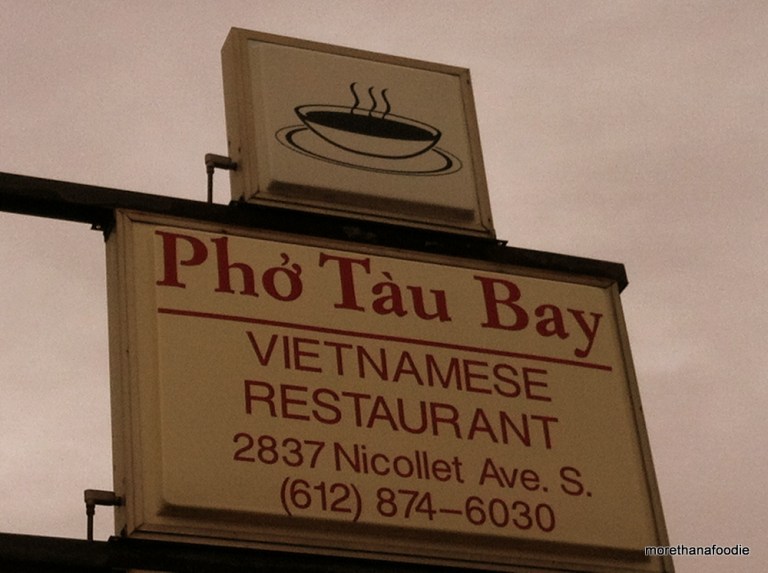 Phở Tàu Bay
VIETNAMESE
RESTAURANT
2837 Nicollet Ave. S.
(612) 874-6030
morethanafoodie